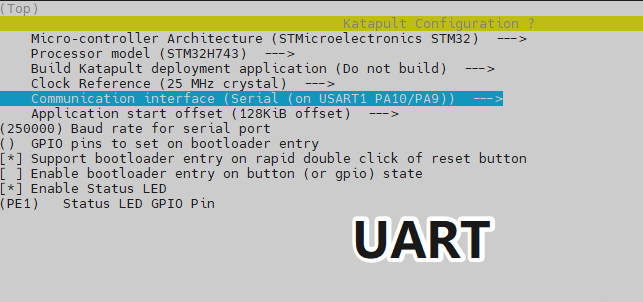 (Top)
Katapult Configuration ?
Micro-controller Architecture (STMicroelectronics STM32)  --->
Processor model (STM32H743)  --->
Build Katapult deployment application (Do not build)  --->
Clock Reference (25 MHz crystal)  --->
Communication interface (Serial (on USART1 PA10/PA9))  --->
Application start offset (128KiB offset)  --->
(250000) Baud rate for serial port
()  GPIO pins to set on bootloader entry
[*] Support bootloader entry on rapid double click of reset button
[ ] Enable bootloader entry on button (or gpio) state
[*] Enable Status LED
(PE1)   Status LED GPIO Pin
UART